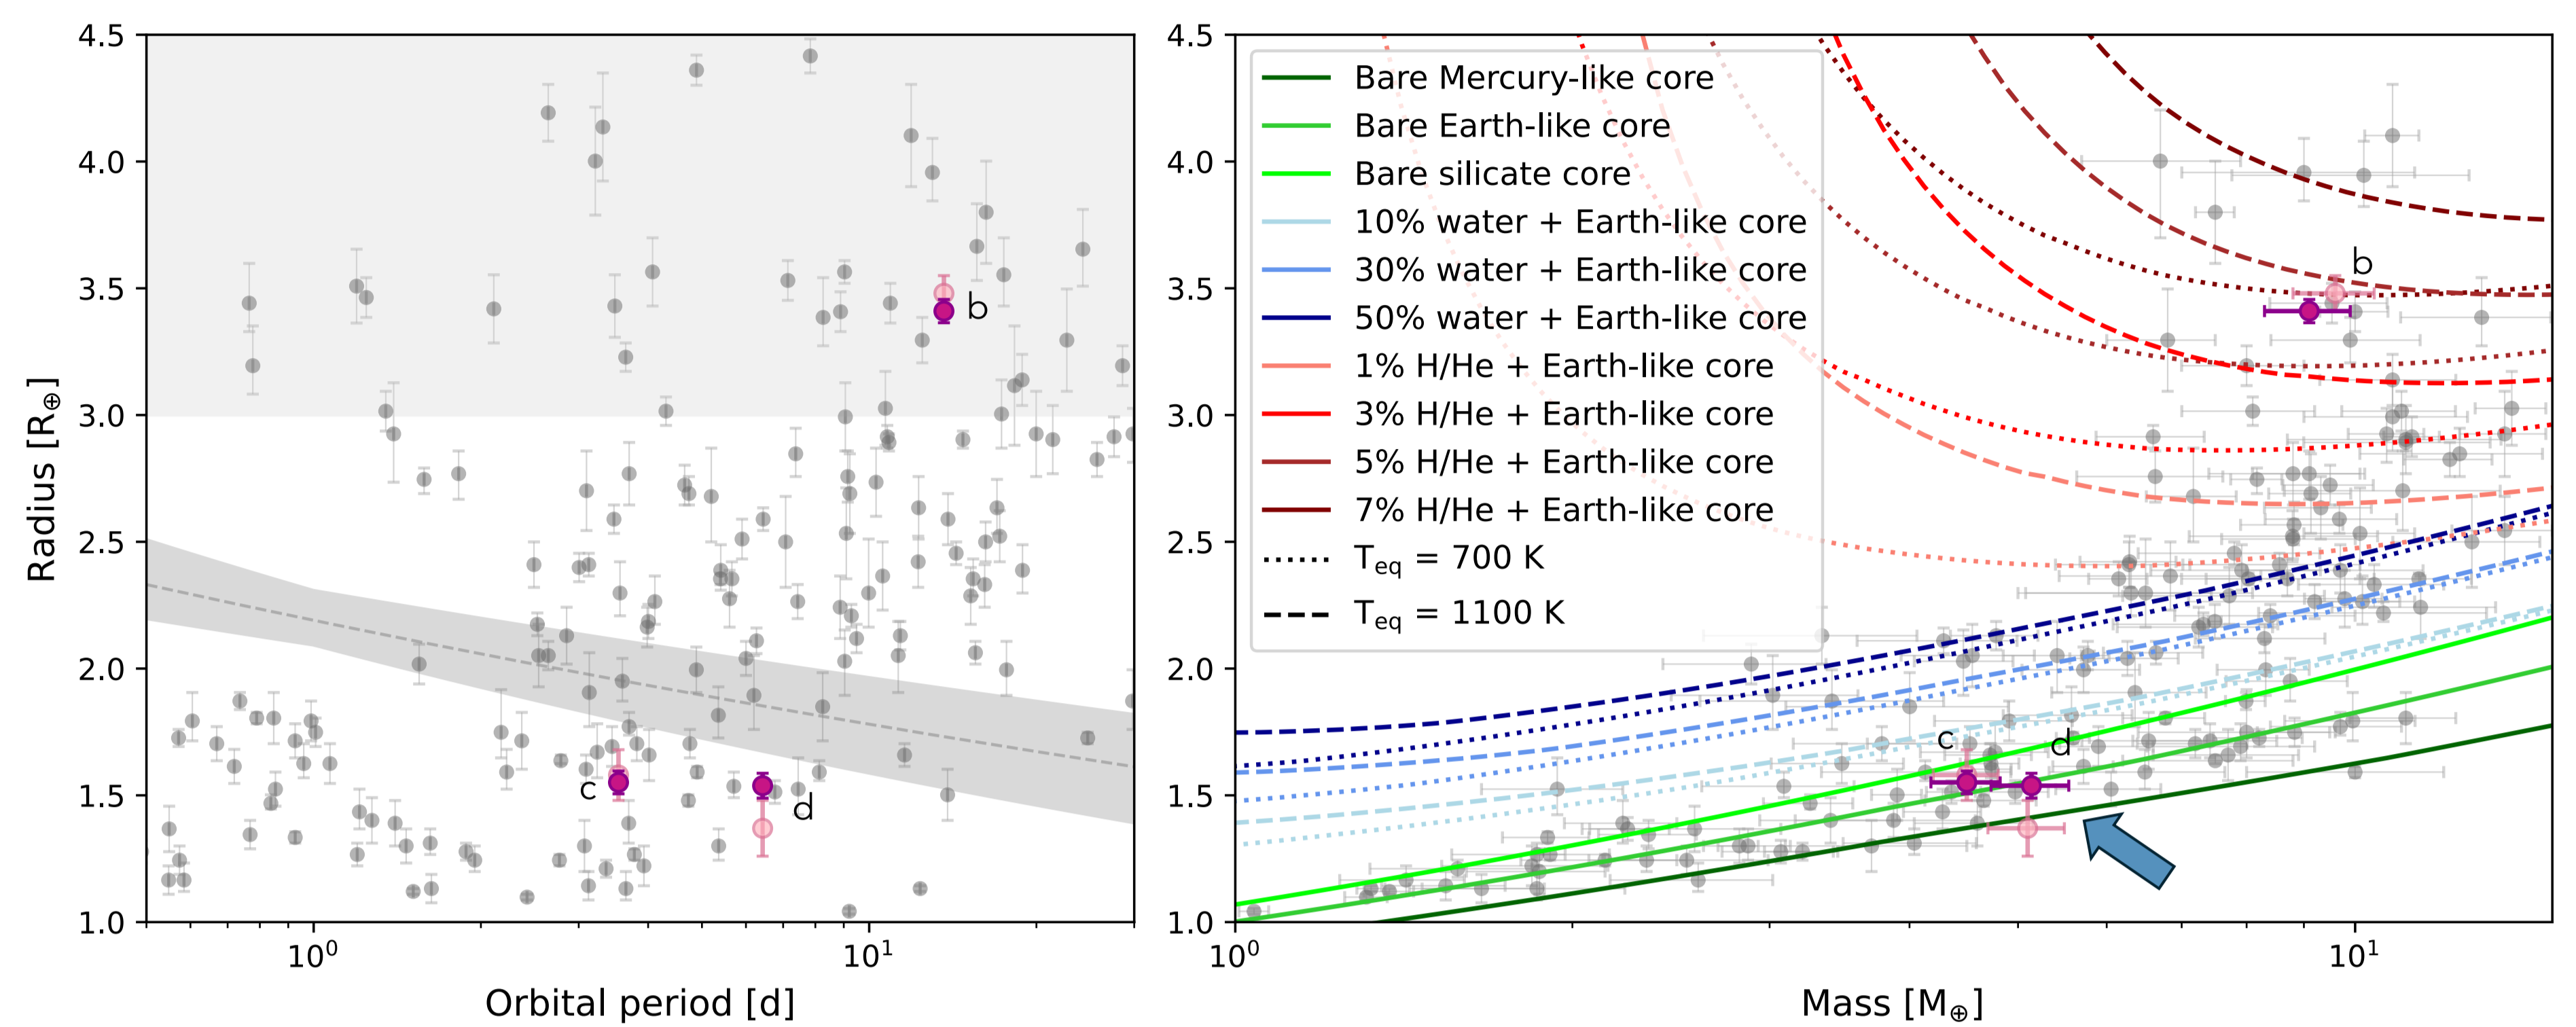 4.5
4.0
3.5
3.0
2.5
2.0
1.5
1.0
Radius [R⊕]
10⁰
10¹
Orbital period [d]
b
c
d
4.5
4.0
3.5
3.0
2.5
2.0
1.5
1.0
Bare Mercury-like core
Bare Earth-like core
Bare silicate core
10% water + Earth-like core
30% water + Earth-like core
50% water + Earth-like core
1% H/He + Earth-like core
3% H/He + Earth-like core
5% H/He + Earth-like core
7% H/He + Earth-like core
Teq = 700 K
Teq = 1100 K
b
c
d
10⁰
10¹
Mass [M⊕]